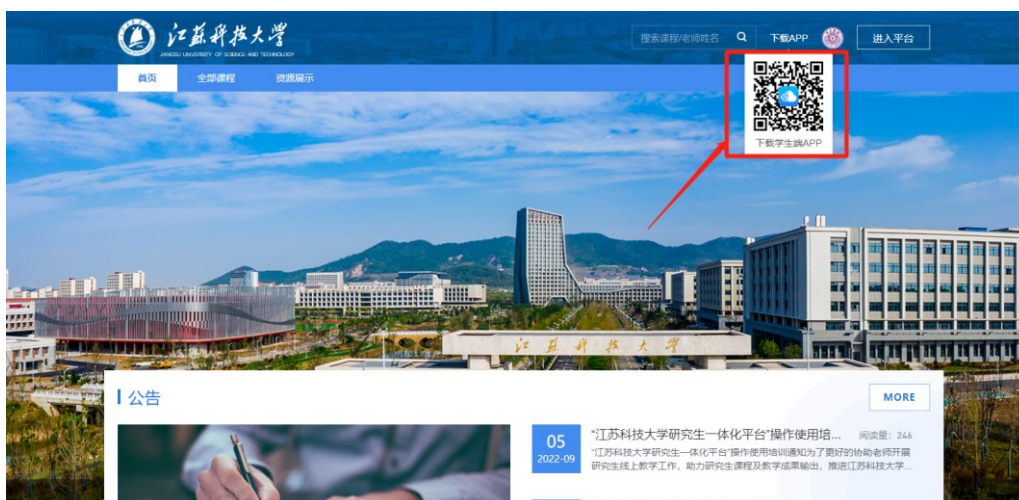 江苏科技大学
JIANGSU UNIVERSITY OF SCIENCE AND TECHNOLOGY
搜索课程/老师姓名
下载APP
进入平台
首页 全部课程 资源展示
下载学生端APP
江苏科技大学
公告
MORE
05
2022-09
“江苏科技大学研究生一体化平台”操作使用培... 阅读量：246
“江苏科技大学研究生一体化平台”操作使用培训通知为了更好的协助老师开展
研究生线上教学工作，助力研究生课程及教学成果输出，推进江苏科技大学...